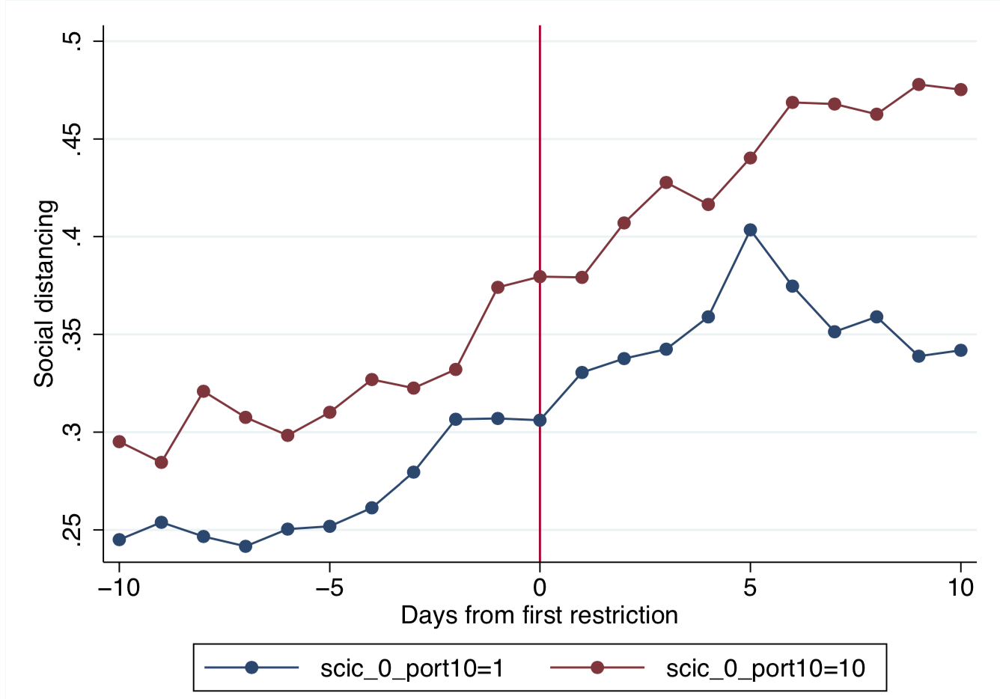 .5
.45
.4
.35
.3
.25
Social distancing
−10 −5 0 5 10
Days from first restriction
scic_0_port10=1 scic_0_port10=10